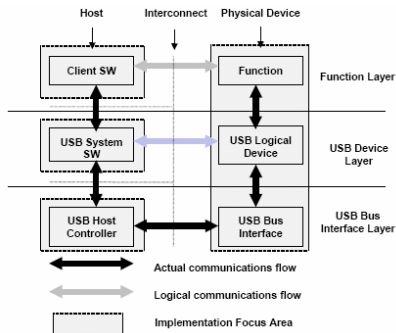 Host
Interconnect
Physical Device
Client SW
Function
Function Layer
USB System
SW
USB Logical
Device
USB Device
Layer
USB Host
Controller
USB Bus
Interface
USB Bus
Interface Layer
Actual communications flow
Logical communications flow
Implementation Focus Area